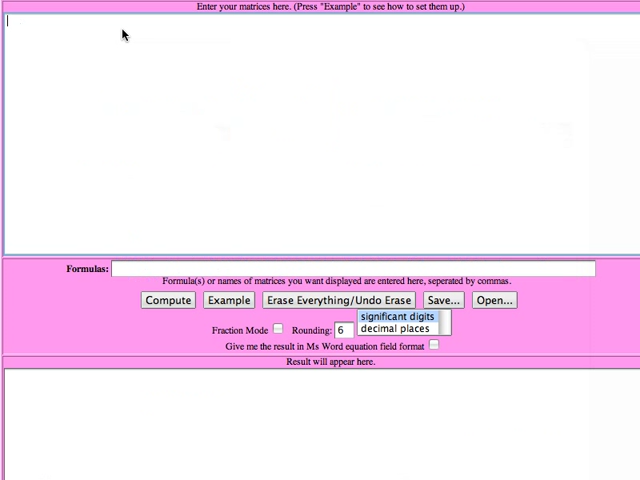 Enter your matrices here. (Press "Example" to see how to set them up.)
Formulas:
Formula(s) or names of matrices you want displayed are entered here, seperated by commas.
Compute Example Erase Everything/Undo Erase Save... Open...
significant digits
Fraction Mode Rounding: 6 decimal places
Give me the result in Ms Word equation field format
Result will appear here.